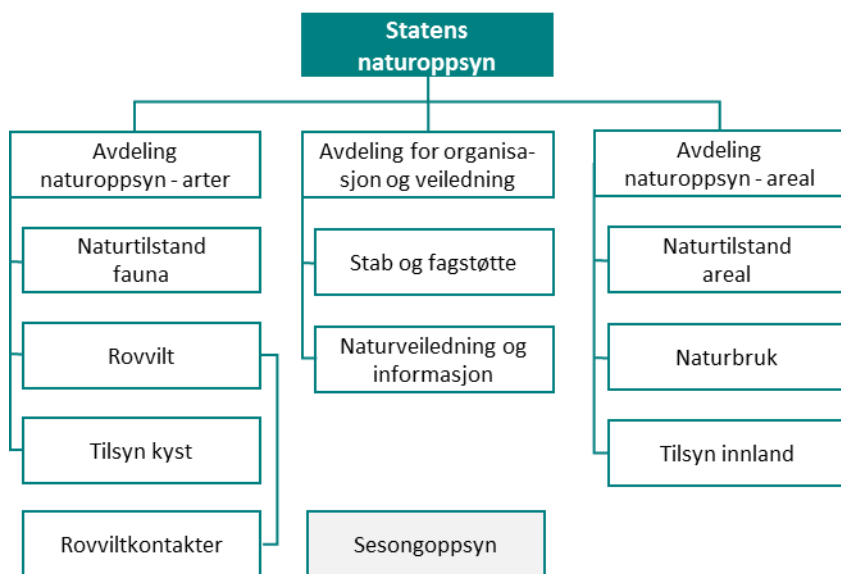 Statens
naturoppsyn
Avdeling
naturoppsyn - arter
Avdeling for organisa-
sjon og veiledning
Avdeling
naturoppsyn - areal
Naturtilstand
fauna
Stab og fagstøtte
Naturtilstand
areal
Rovvilt
Naturveiledning og
informasjon
Naturbruk
Tilsyn kyst
Tilsyn innland
Rovviltkontakter
Sesongoppsyn